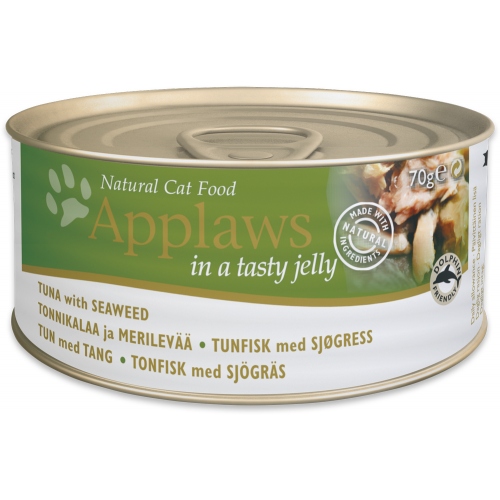 Natural Cat Food
Applaws
in a tasty jelly
70g e
MADE WITH
NATURAL
INGREDIENTS
DOLPHIN
FRIENDLY
TUNA with SEAWEED
TONNIKALAA ja MERILEVÄÄ • TUNFISK med SJØGRESS
TUN med TANG • TONFISK med SJÖGRÄS